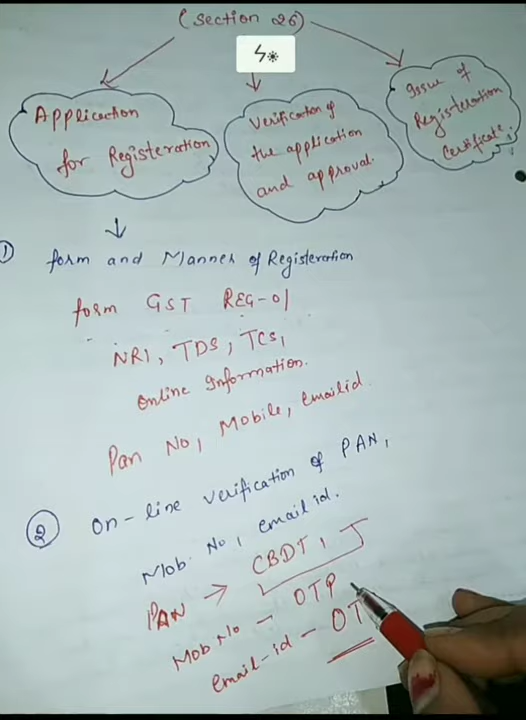 (Section 26)
Application
for Registeration
Verification of
the application
and approval.
Issue of
Registeration
Certificate.
① form and Manner of Registeration
form GST REG-01
NRI, TDS, TCS,
Online Information.
Pan No, Mobile, Emailid.
② On-line verification of PAN,
Mob. No, email id.
PAN → CBDT, J
Mob No - OTP
email-id - OT